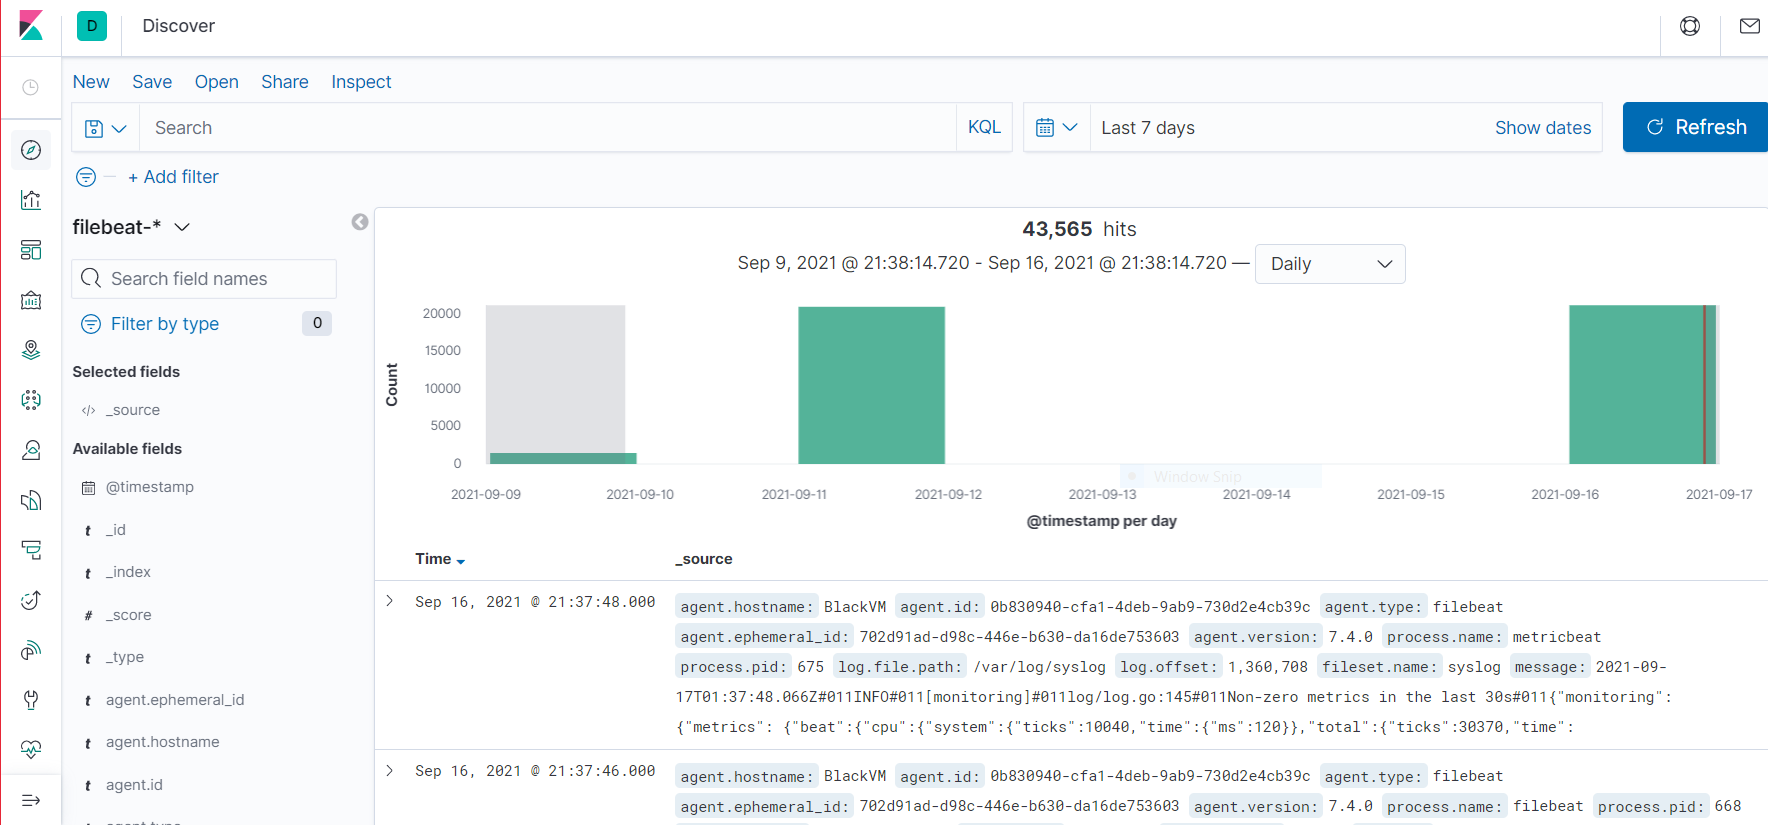 D Discover
New Save Open Share Inspect
Search KQL Last 7 days Show dates Refresh
+ Add filter
filebeat-*
Search field names
Filter by type 0
Selected fields
</> _source
Available fields
@timestamp
t _id
t _index
# _score
t _type
t agent.ephemeral_id
t agent.hostname
t agent.id
43,565 hits
Sep 9, 2021 @ 21:38:14.720 - Sep 16, 2021 @ 21:38:14.720 — Daily
Count
20000
15000
10000
5000
0
Window Snip
2021-09-09 2021-09-10 2021-09-11 2021-09-12 2021-09-13 2021-09-14 2021-09-15 2021-09-16 2021-09-17
@timestamp per day
Time _source
Sep 16, 2021 @ 21:37:48.000 agent.hostname: BlackVM agent.id: 0b830940-cfa1-4deb-9ab9-730d2e4cb39c agent.type: filebeat
agent.ephemeral_id: 702d91ad-d98c-446e-b630-da16de753603 agent.version: 7.4.0 process.name: metricbeat
process.pid: 675 log.file.path: /var/log/syslog log.offset: 1,360,708 fileset.name: syslog message: 2021-09-
17T01:37:48.066Z#011INFO#011[monitoring]#011log/log.go:145#011Non-zero metrics in the last 30s#011{"monitoring":
{"metrics": {"beat":{"cpu":{"system":{"ticks":10040,"time":{"ms":120}},"total":{"ticks":30370,"time":
Sep 16, 2021 @ 21:37:46.000 agent.hostname: BlackVM agent.id: 0b830940-cfa1-4deb-9ab9-730d2e4cb39c agent.type: filebeat
agent.ephemeral_id: 702d91ad-d98c-446e-b630-da16de753603 agent.version: 7.4.0 process.name: filebeat process.pid: 668